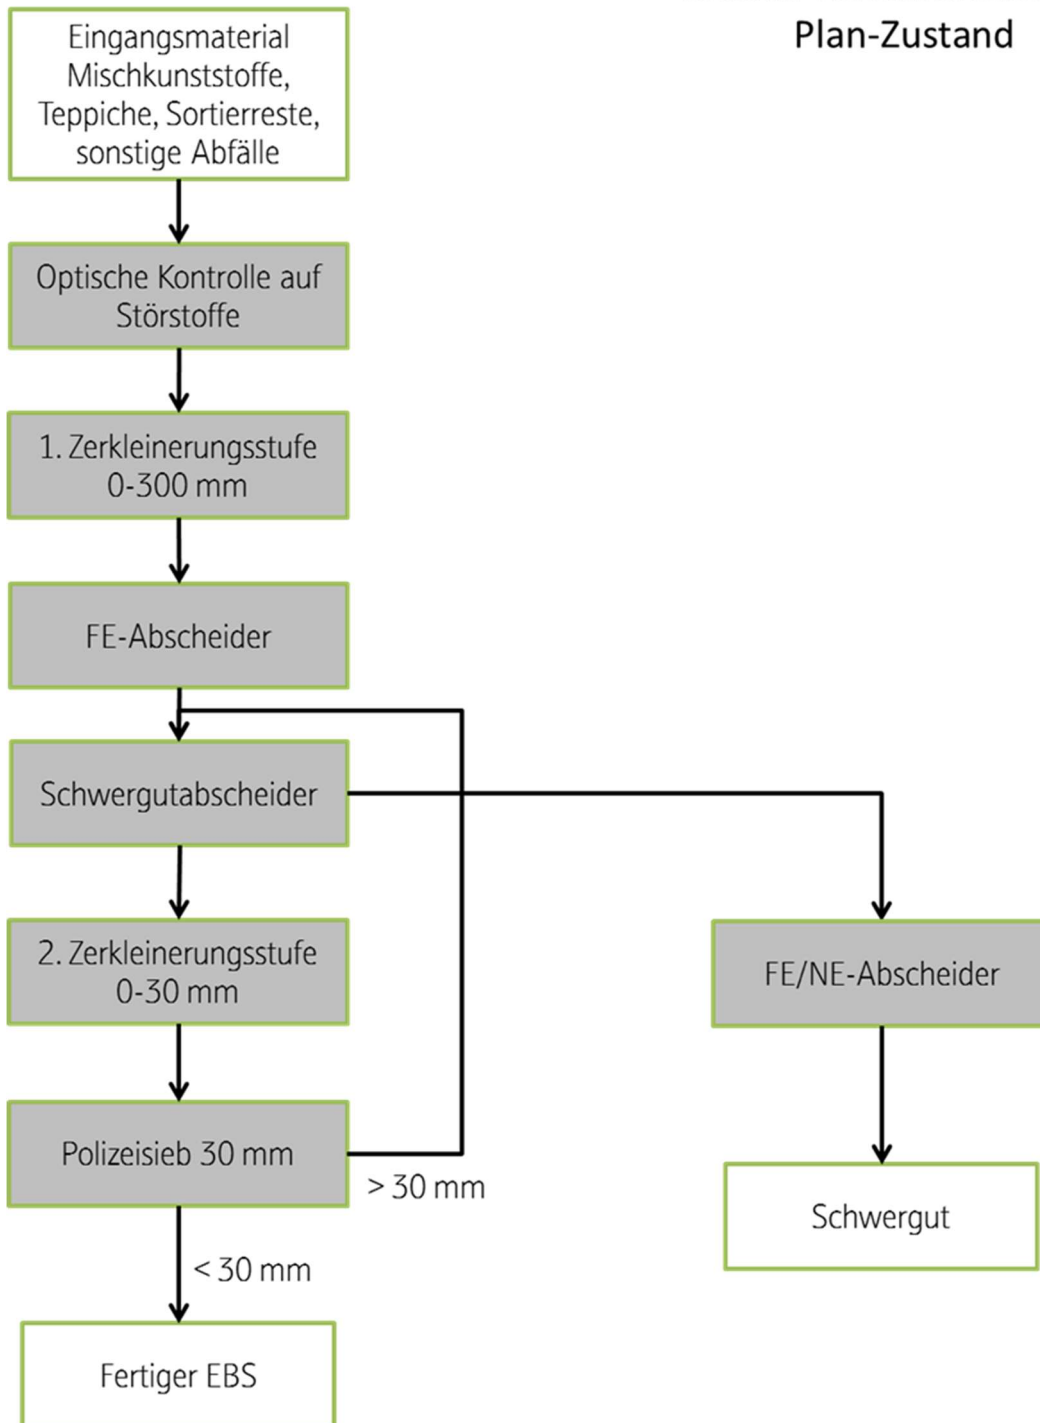 Plan-Zustand
Eingangsmaterial
Mischkunststoffe,
Teppiche, Sortierreste,
sonstige Abfälle
Optische Kontrolle auf
Störstoffe
1. Zerkleinerungsstufe
0-300 mm
FE-Abscheider
Schwergutabscheider
2. Zerkleinerungsstufe
0-30 mm
FE/NE-Abscheider
Polizeisieb 30 mm
> 30 mm
Schwergut
< 30 mm
Fertiger EBS